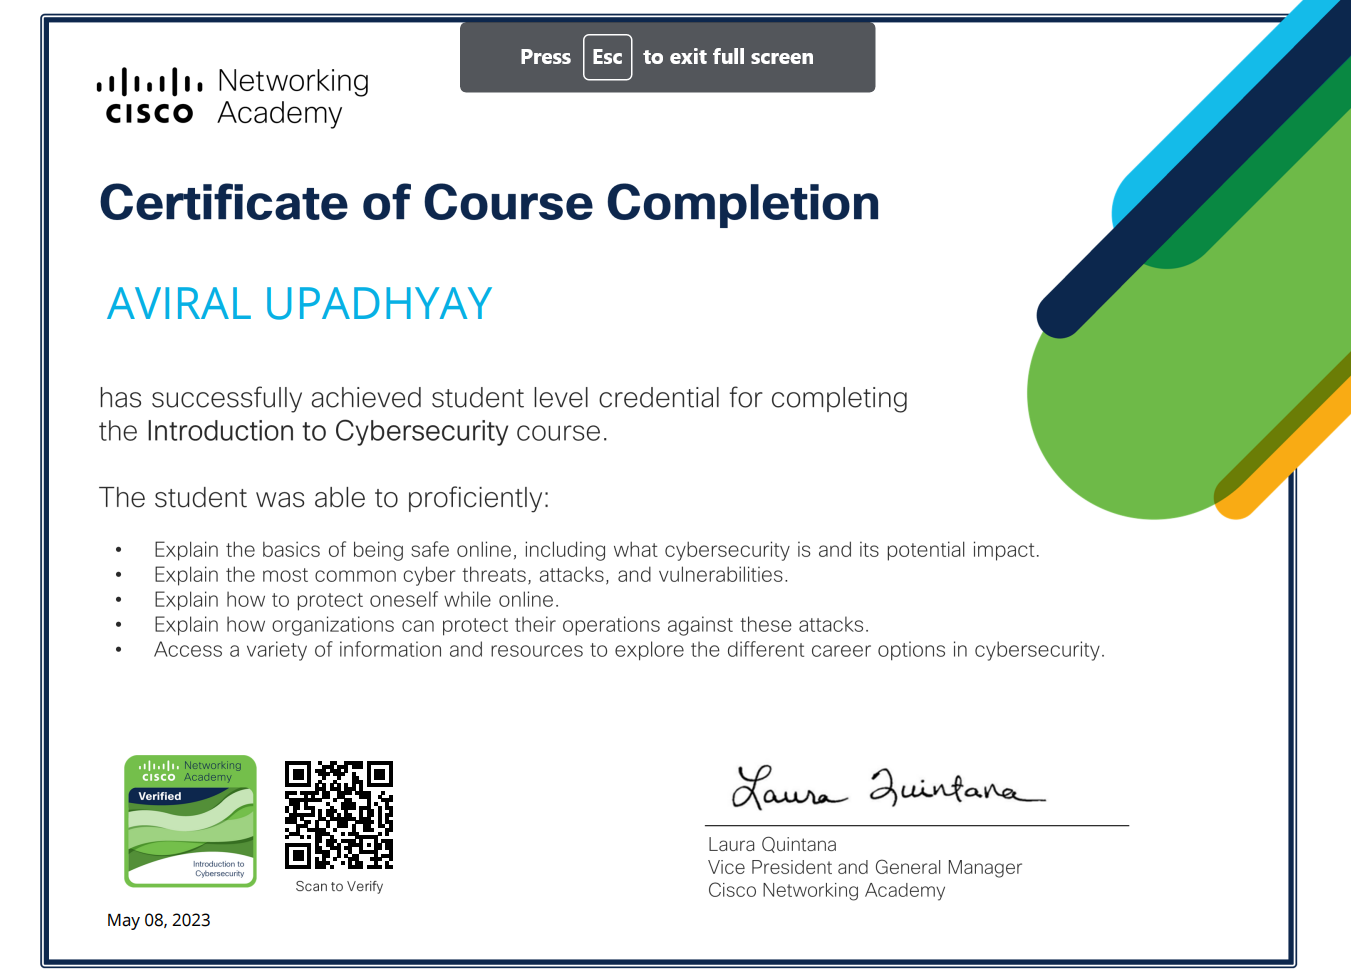 Press Esc to exit full screen
CISCO Networking Academy
Certificate of Course Completion
AVIRAL UPADHYAY
has successfully achieved student level credential for completing
the Introduction to Cybersecurity course.
The student was able to proficiently:
• Explain the basics of being safe online, including what cybersecurity is and its potential impact.
• Explain the most common cyber threats, attacks, and vulnerabilities.
• Explain how to protect oneself while online.
• Explain how organizations can protect their operations against these attacks.
• Access a variety of information and resources to explore the different career options in cybersecurity.
CISCO Networking Academy
Verified
Introduction to
Cybersecurity
Scan to Verify
May 08, 2023
Laura Quintana
Laura Quintana
Vice President and General Manager
Cisco Networking Academy